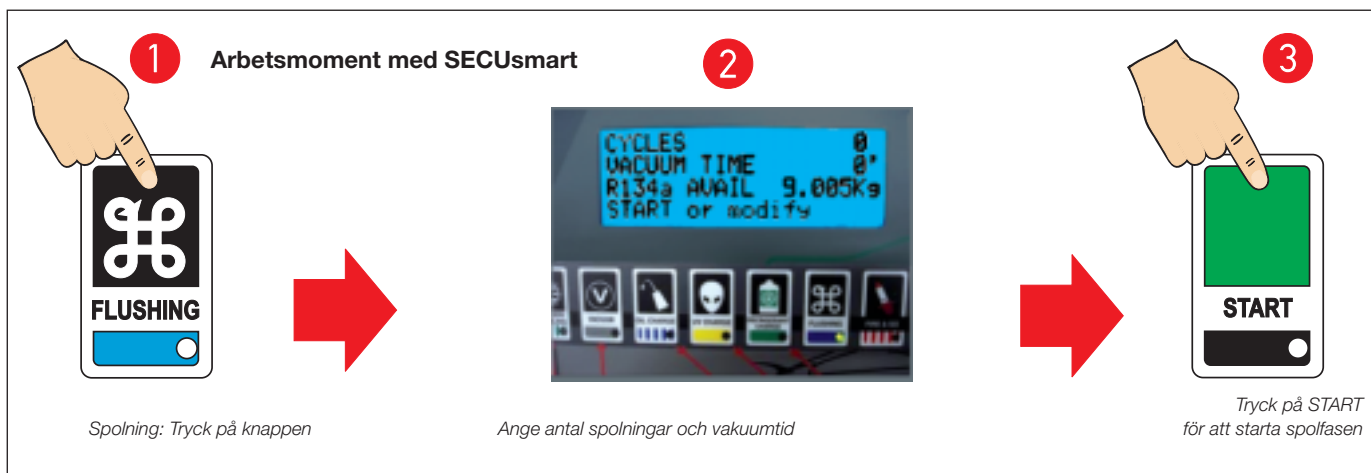 1
Arbetsmoment med SECUsmart
2
3
FLUSHING
CYCLES 0
VACUUM TIME 0'
R134a AVAIL 9.005Kg
START or modify
V
FLUSHING
START
Spolning: Tryck på knappen
Ange antal spolningar och vakuumtid
Tryck på START
för att starta spolfasen